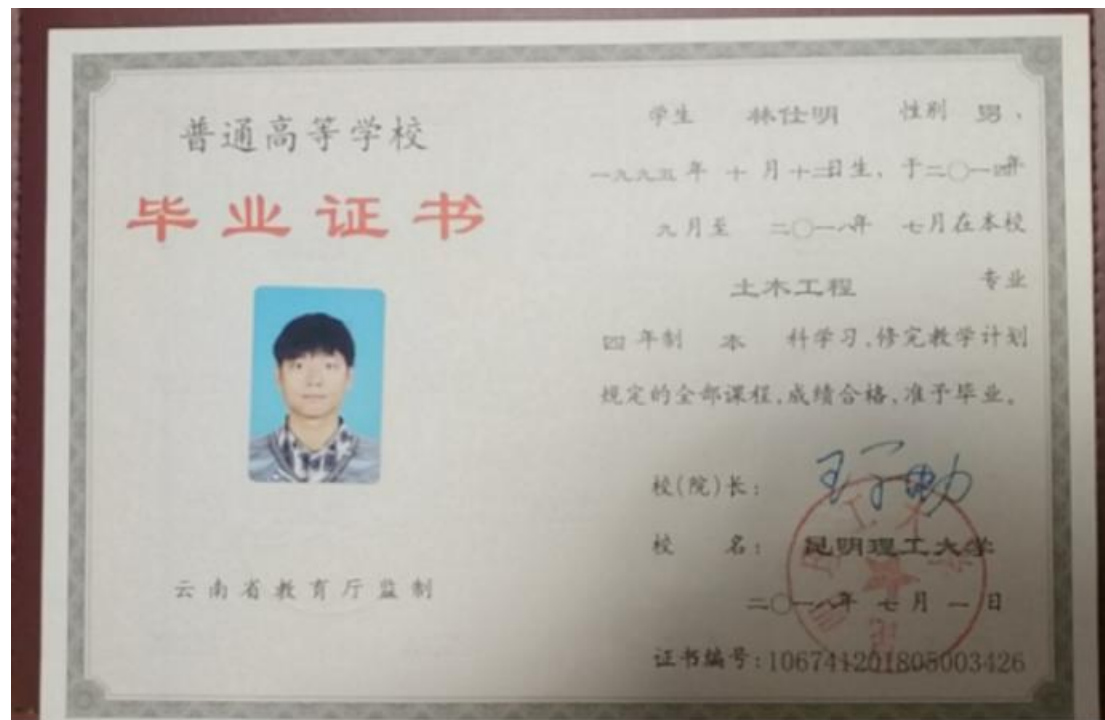 普通高等学校
毕业证书
云南省教育厅监制
学生 林仕明 性别 男、
一九九五年 十 月十二日生，于二〇一四年
九月至 二〇一八年 七月在本校
土木工程 专业
四 年制 本 科学习,修完教学计划
规定的全部课程,成绩合格,准予毕业。
校(院)长:
校 名: 昆明理工大学
二〇一八年 七 月 一 日
证书编号:106741201805003426